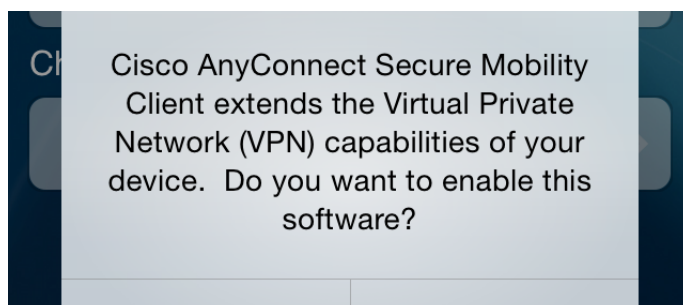 Ch
Cisco AnyConnect Secure Mobility
Client extends the Virtual Private
Network (VPN) capabilities of your
device.  Do you want to enable this
software?